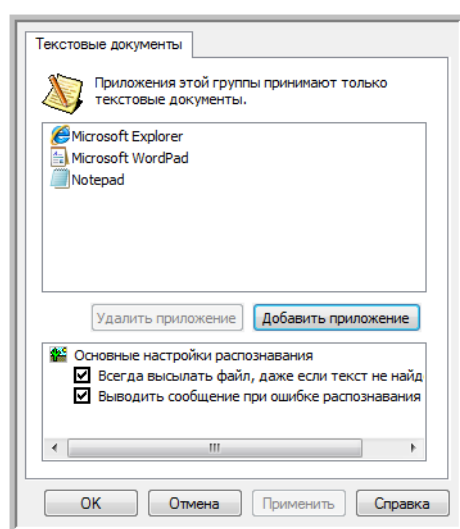 Текстовые документы
Приложения этой группы принимают только
текстовые документы.
Microsoft Explorer
Microsoft WordPad
Notepad
Удалить приложение Добавить приложение
Основные настройки распознавания
Всегда высылать файл, даже если текст не найд
Выводить сообщение при ошибке распознавания
OK Отмена Применить Справка